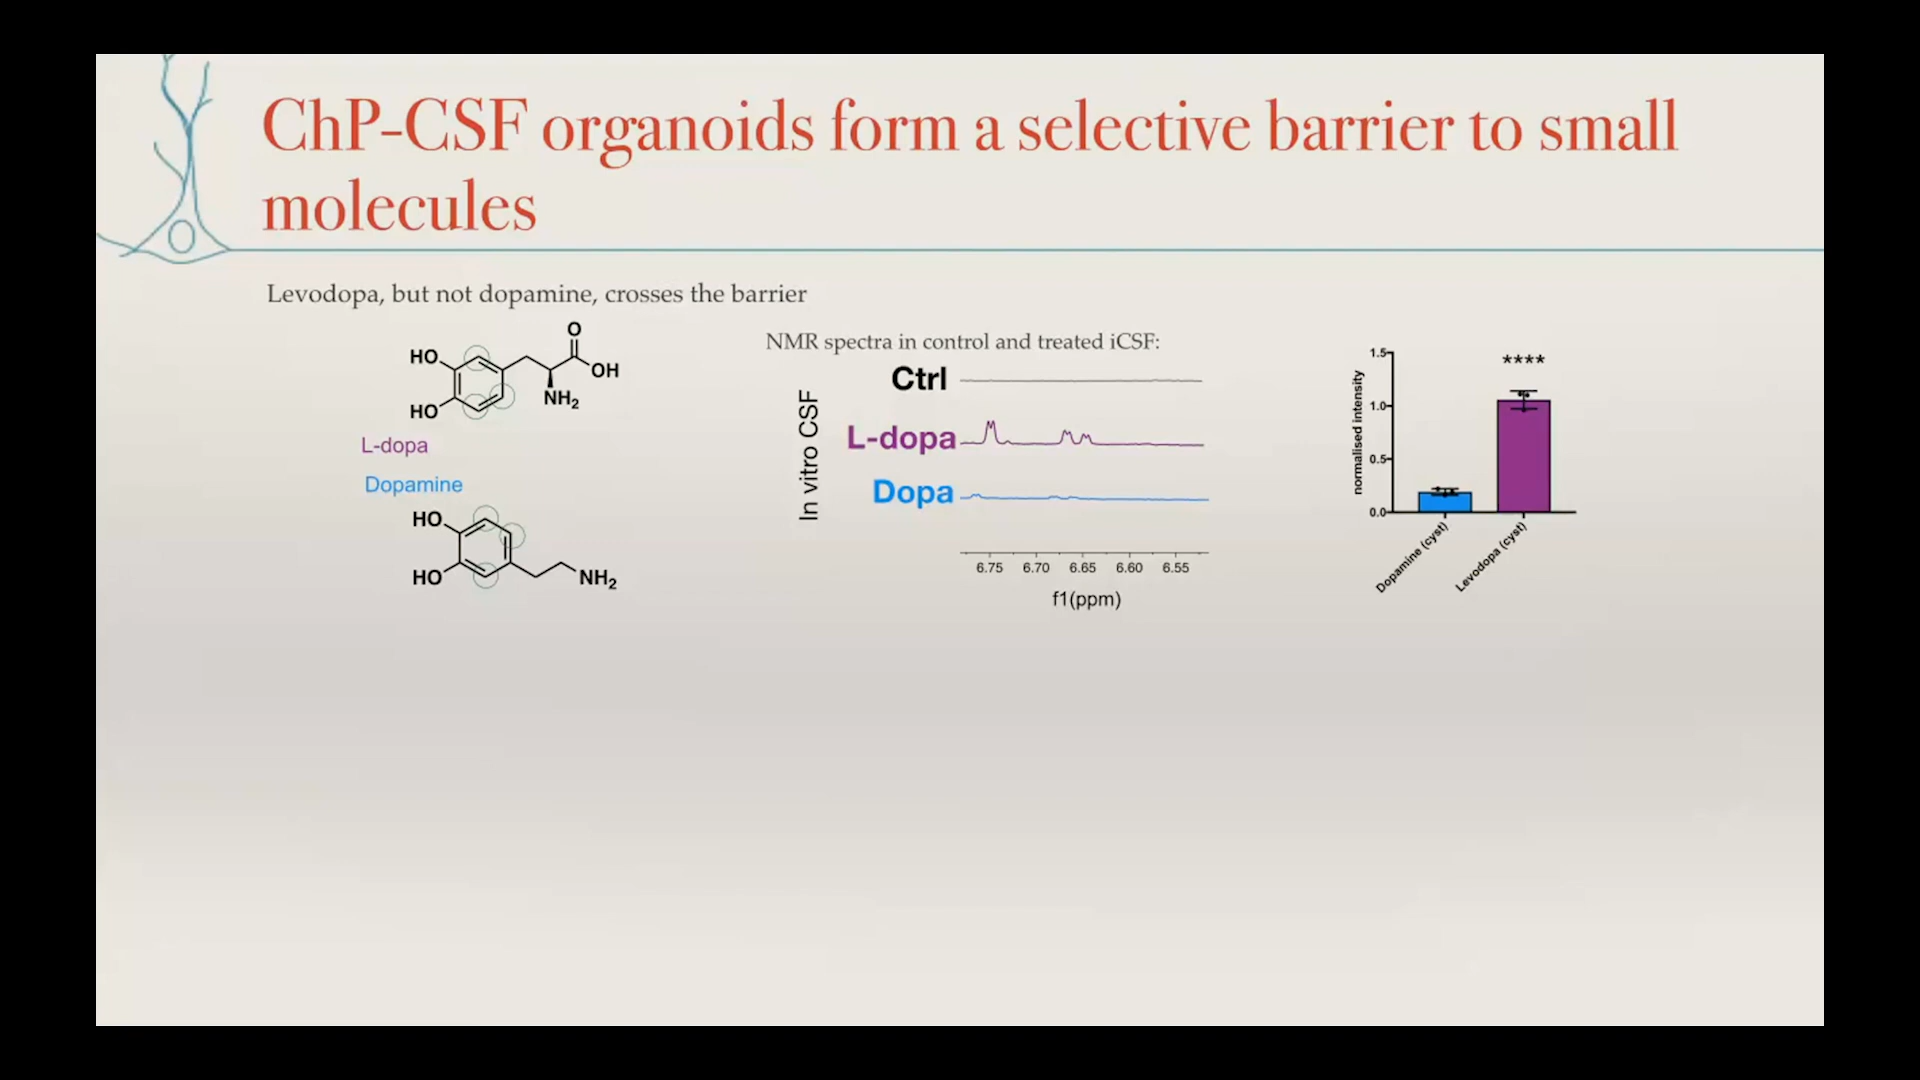 ChP-CSF organoids form a selective barrier to small
molecules
Levodopa, but not dopamine, crosses the barrier
HO
HO
O
OH
NH2
L-dopa
Dopamine
HO
HO
NH2
NMR spectra in control and treated iCSF:
In vitro CSF
Ctrl
L-dopa
Dopa
6.75 6.70 6.65 6.60 6.55
f1(ppm)
normalised intensity
1.5
1.0
0.5
0.0
****
Dopamine (cyst)
Levodopa (cyst)